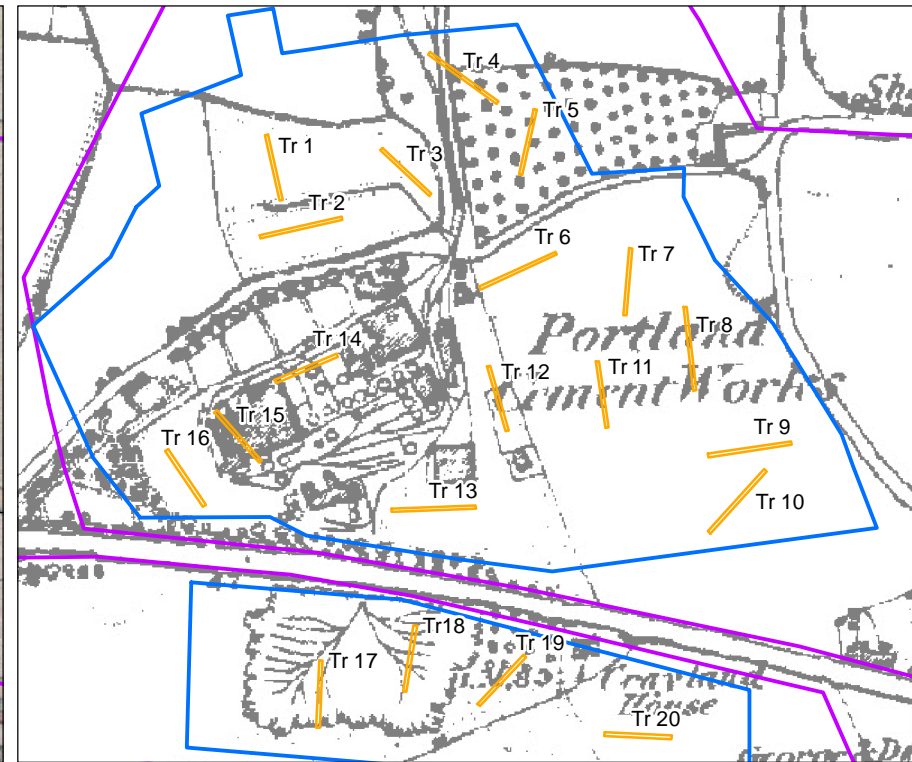 Tr 4
Tr 5
Tr 1
Tr 3
Tr 2
Tr 6
Tr 7
Portland
Tr 8
Tr 14
Tr 12
Tr 11
Cement Works
Tr 15
Tr 9
Tr 16
Tr 10
Tr 13
Tr18
Tr 19
Tr 17
House
Tr 20